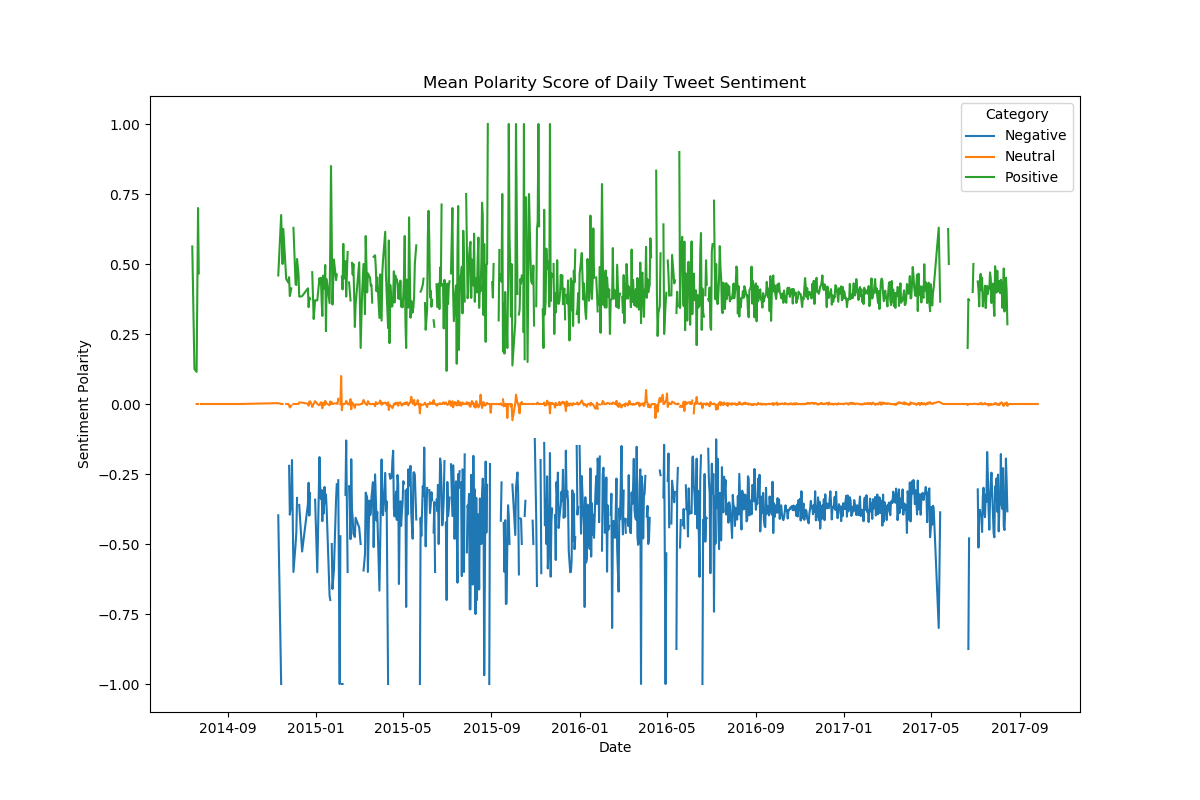 Mean Polarity Score of Daily Tweet Sentiment
Category
Negative
Neutral
Positive
1.00
0.75
0.50
0.25
0.00
−0.25
−0.50
−0.75
−1.00
Sentiment Polarity
2014-09 2015-01 2015-05 2015-09 2016-01 2016-05 2016-09 2017-01 2017-05 2017-09
Date